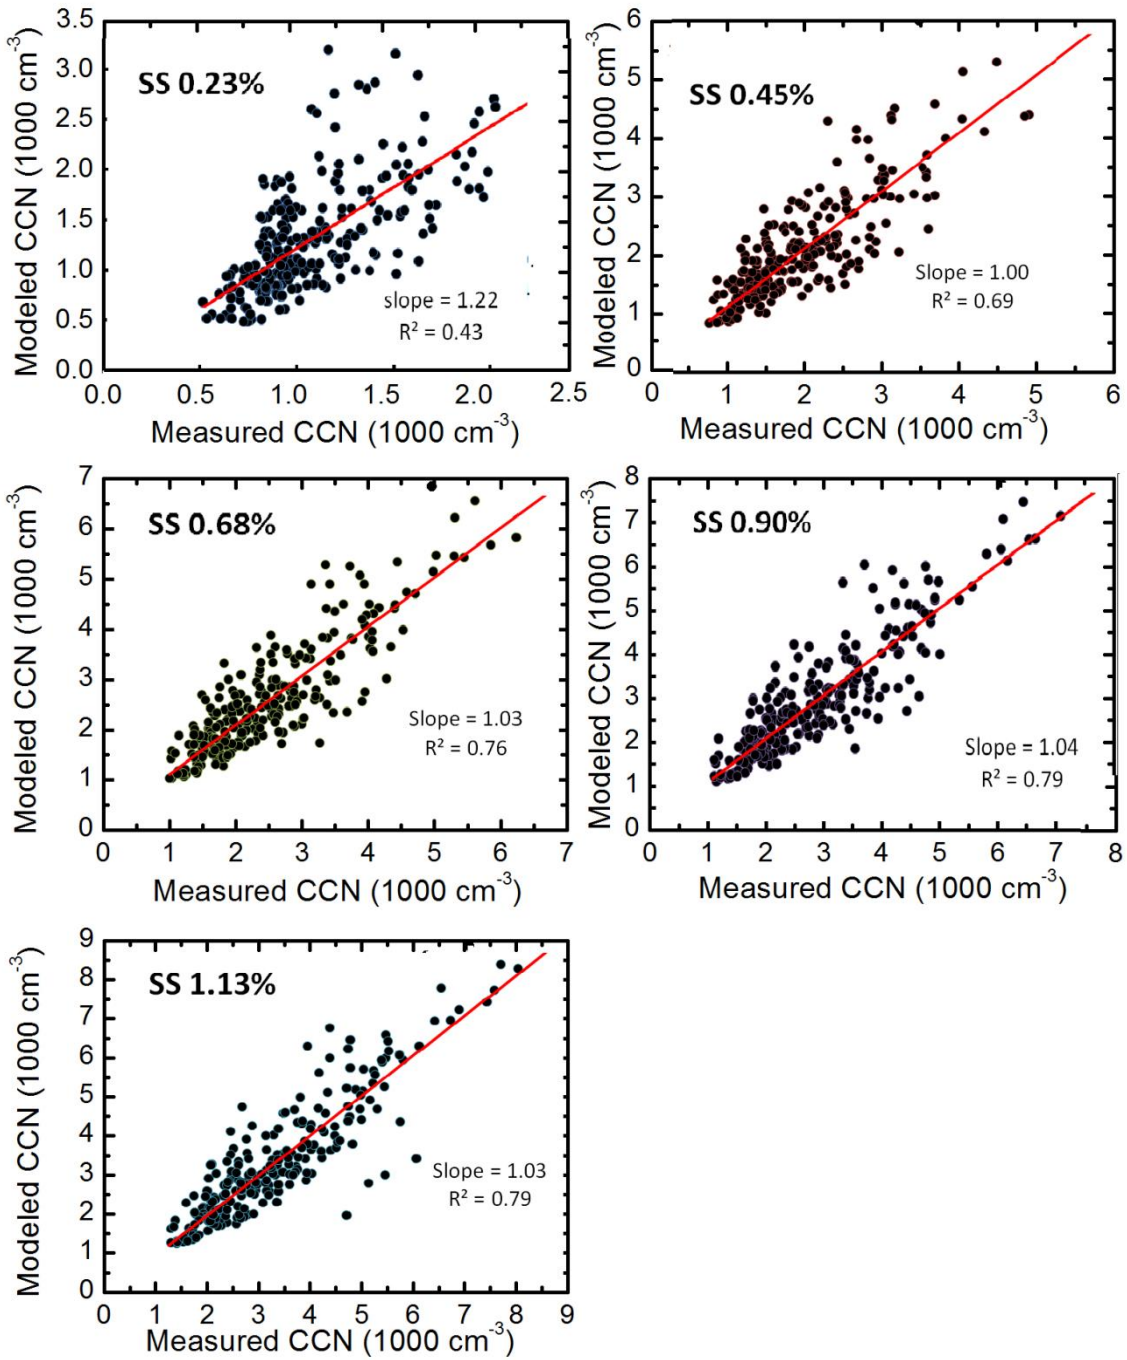 3.5
3.0
2.5
2.0
1.5
1.0
0.5
0.0
Modeled CCN (1000 cm⁻³)
SS 0.23%
slope = 1.22
R² = 0.43
0.0 0.5 1.0 1.5 2.0 2.5
Measured CCN (1000 cm⁻³)
6
5
4
3
2
1
0
Modeled CCN (1000 cm⁻³)
SS 0.45%
Slope = 1.00
R² = 0.69
0 1 2 3 4 5 6
Measured CCN (1000 cm⁻³)
7
6
5
4
3
2
1
0
Modeled CCN (1000 cm⁻³)
SS 0.68%
Slope = 1.03
R² = 0.76
0 1 2 3 4 5 6 7
Measured CCN (1000 cm⁻³)
8
7
6
5
4
3
2
1
0
Modeled CCN (1000 cm⁻³)
SS 0.90%
Slope = 1.04
R² = 0.79
0 1 2 3 4 5 6 7 8
Measured CCN (1000 cm⁻³)
9
8
7
6
5
4
3
2
1
0
Modeled CCN (1000 cm⁻³)
SS 1.13%
Slope = 1.03
R² = 0.79
0 1 2 3 4 5 6 7 8 9
Measured CCN (1000 cm⁻³)